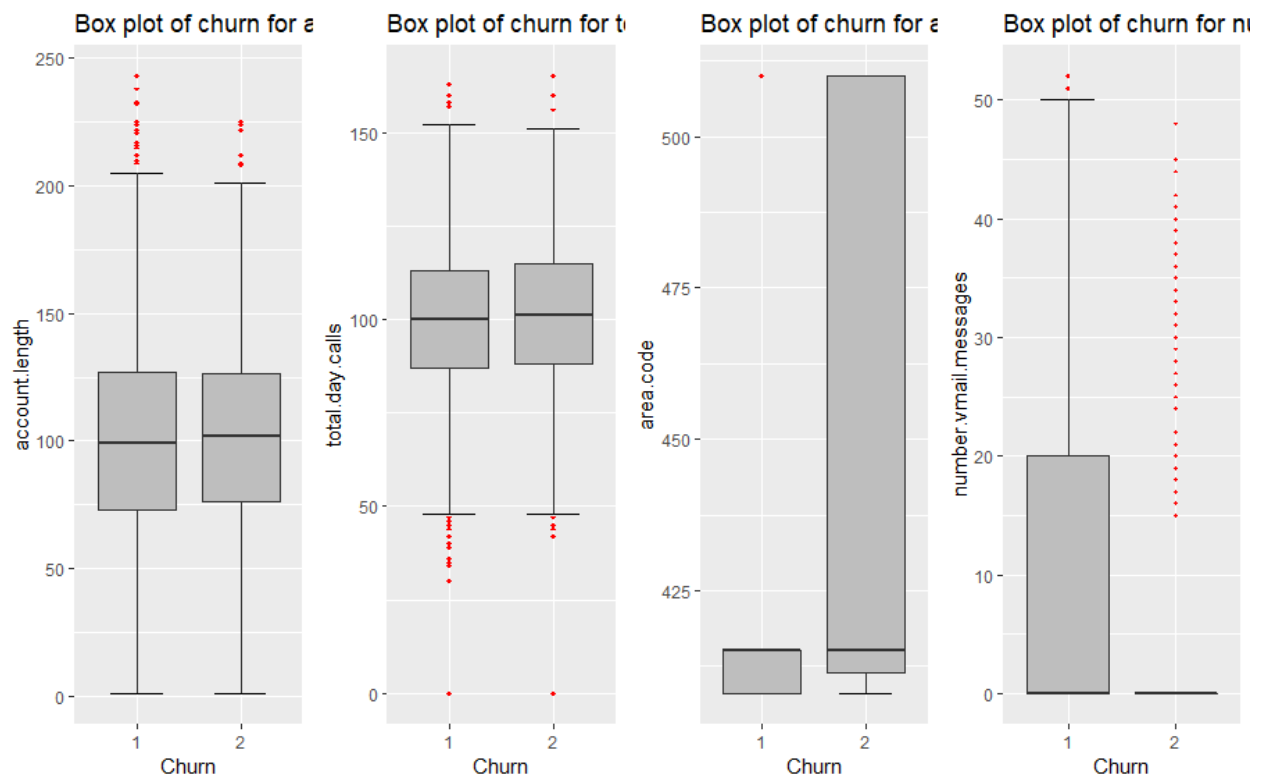 Box plot of churn for a
250
200
150
100
50
0
account.length
1 2
Churn
Box plot of churn for t
150
100
50
0
total.day.calls
1 2
Churn
Box plot of churn for a
500
475
450
425
area.code
1 2
Churn
Box plot of churn for n
50
40
30
20
10
0
number.vmail.messages
1 2
Churn